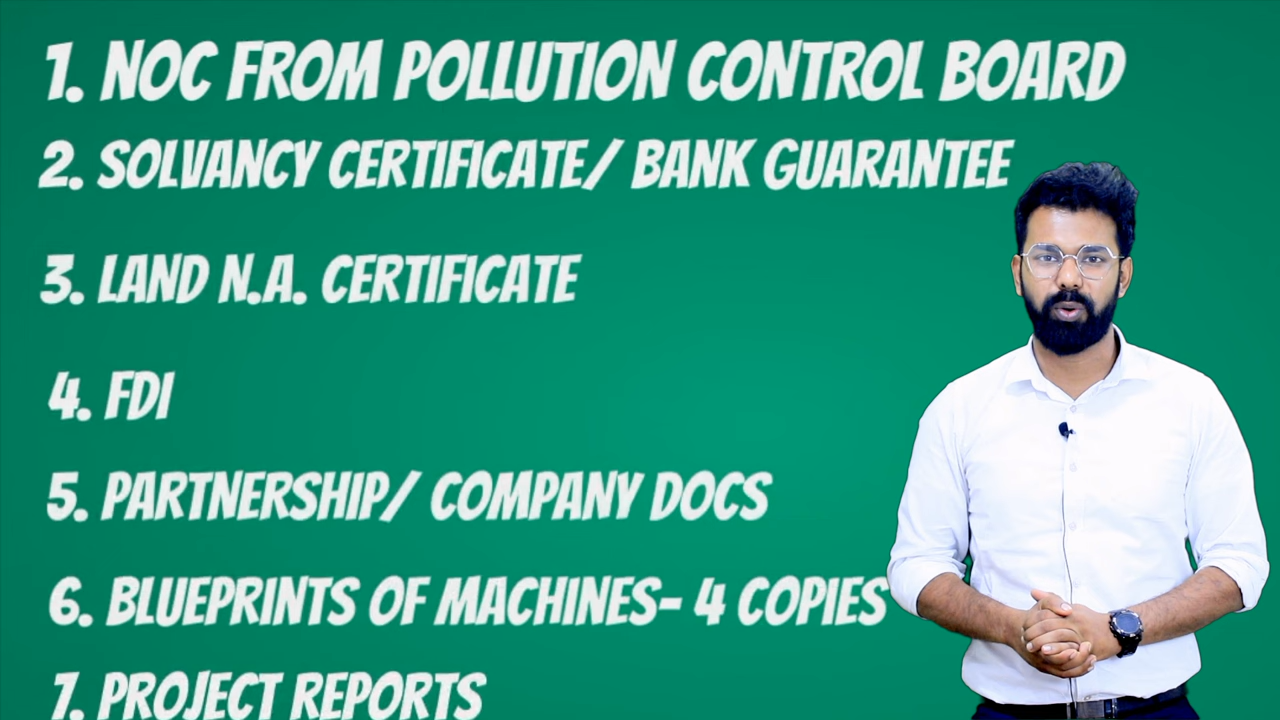 1. NOC FROM POLLUTION CONTROL BOARD
2. SOLVANCY CERTIFICATE/ BANK GUARANTEE
3. LAND N.A. CERTIFICATE
4. FDI
5. PARTNERSHIP/ COMPANY DOCS
6. BLUEPRINTS OF MACHINES- 4 COPIES
7. PROJECT REPORTS